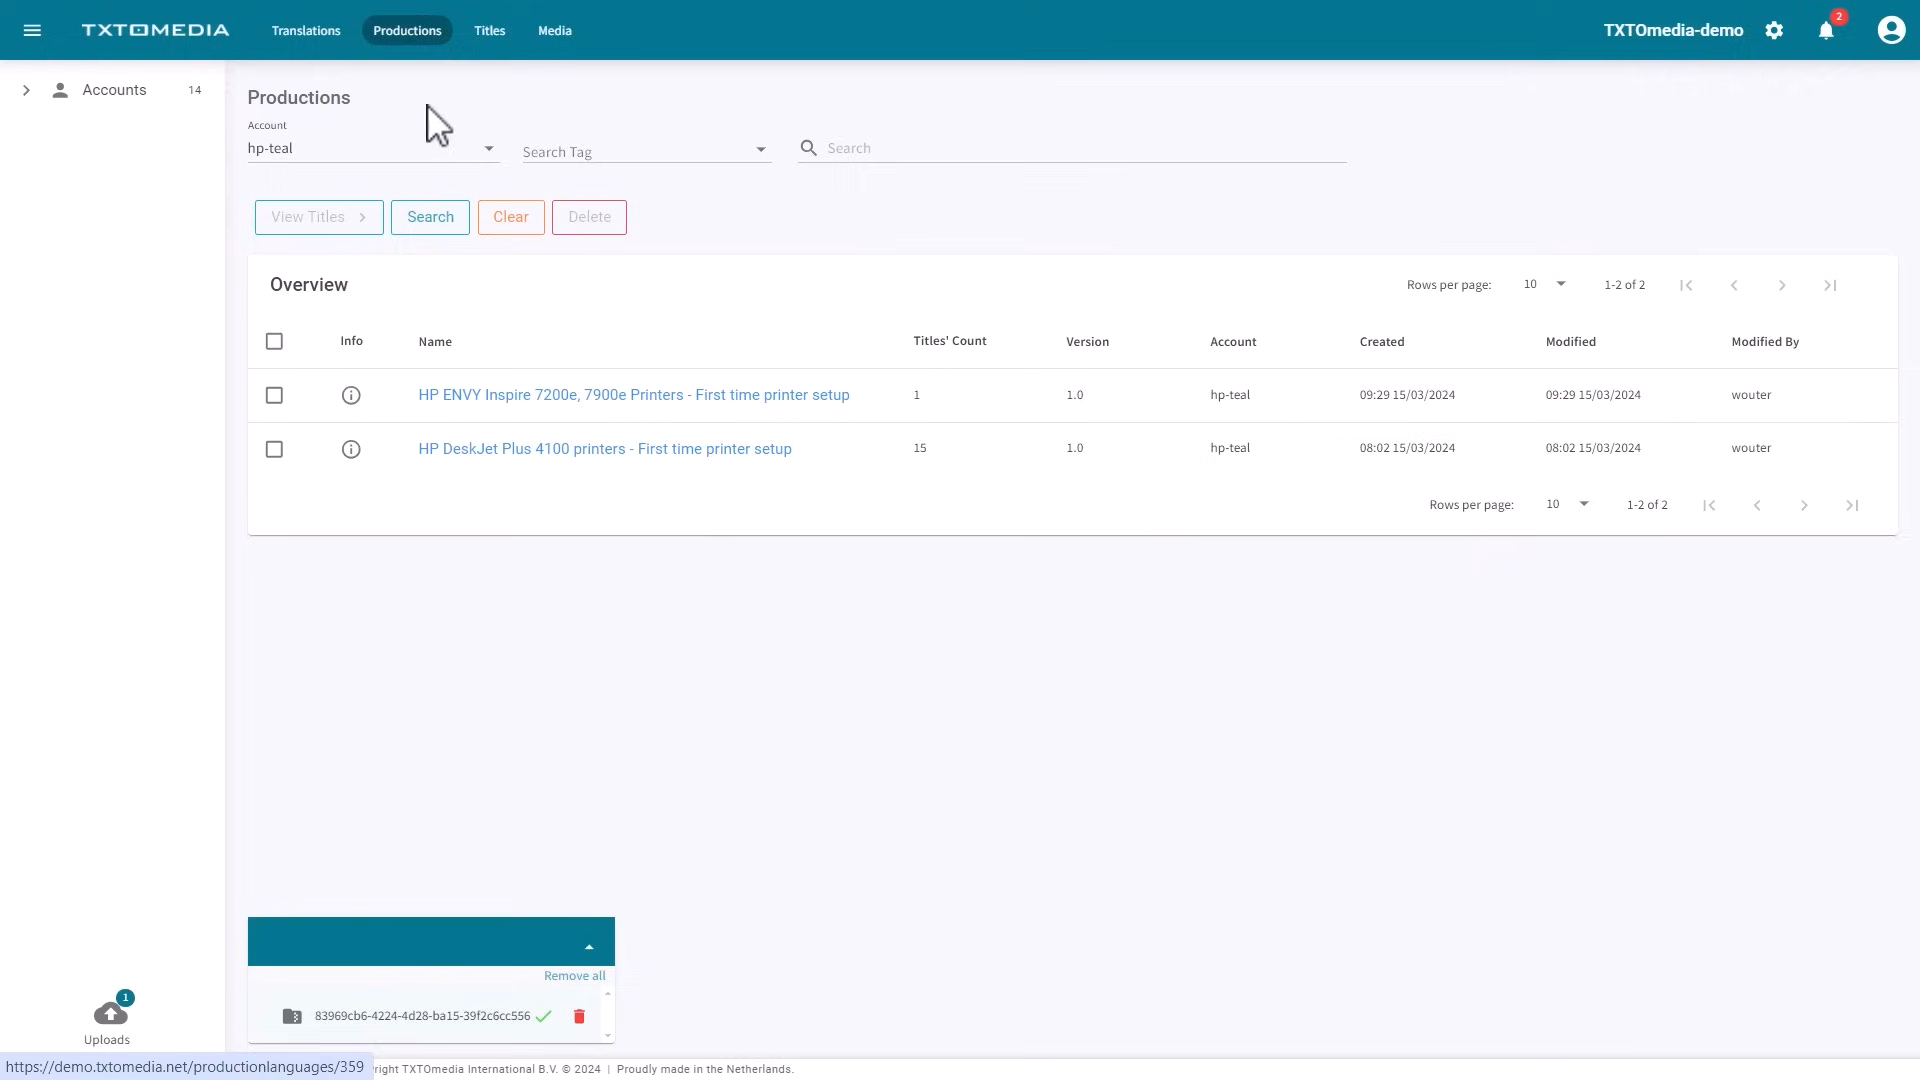 TXTOMEDIA
Translations
Productions
Titles
Media
TXTOmedia-demo
2
Accounts
14
Productions
Account
hp-teal
Search Tag
Search
View Titles
Search
Clear
Delete
Overview
Rows per page:
10
1-2 of 2
Info
Name
Titles' Count
Version
Account
Created
Modified
Modified By
HP ENVY Inspire 7200e, 7900e Printers - First time printer setup
1
1.0
hp-teal
09:29 15/03/2024
09:29 15/03/2024
wouter
HP DeskJet Plus 4100 printers - First time printer setup
15
1.0
hp-teal
08:02 15/03/2024
08:02 15/03/2024
wouter
Rows per page:
10
1-2 of 2
Remove all
83969cb6-4224-4d28-ba15-39f2c6cc556
1
Uploads
https://demo.txtomedia.net/productionlanguages/359
right TXTOmedia International B.V. © 2024 | Proudly made in the Netherlands.